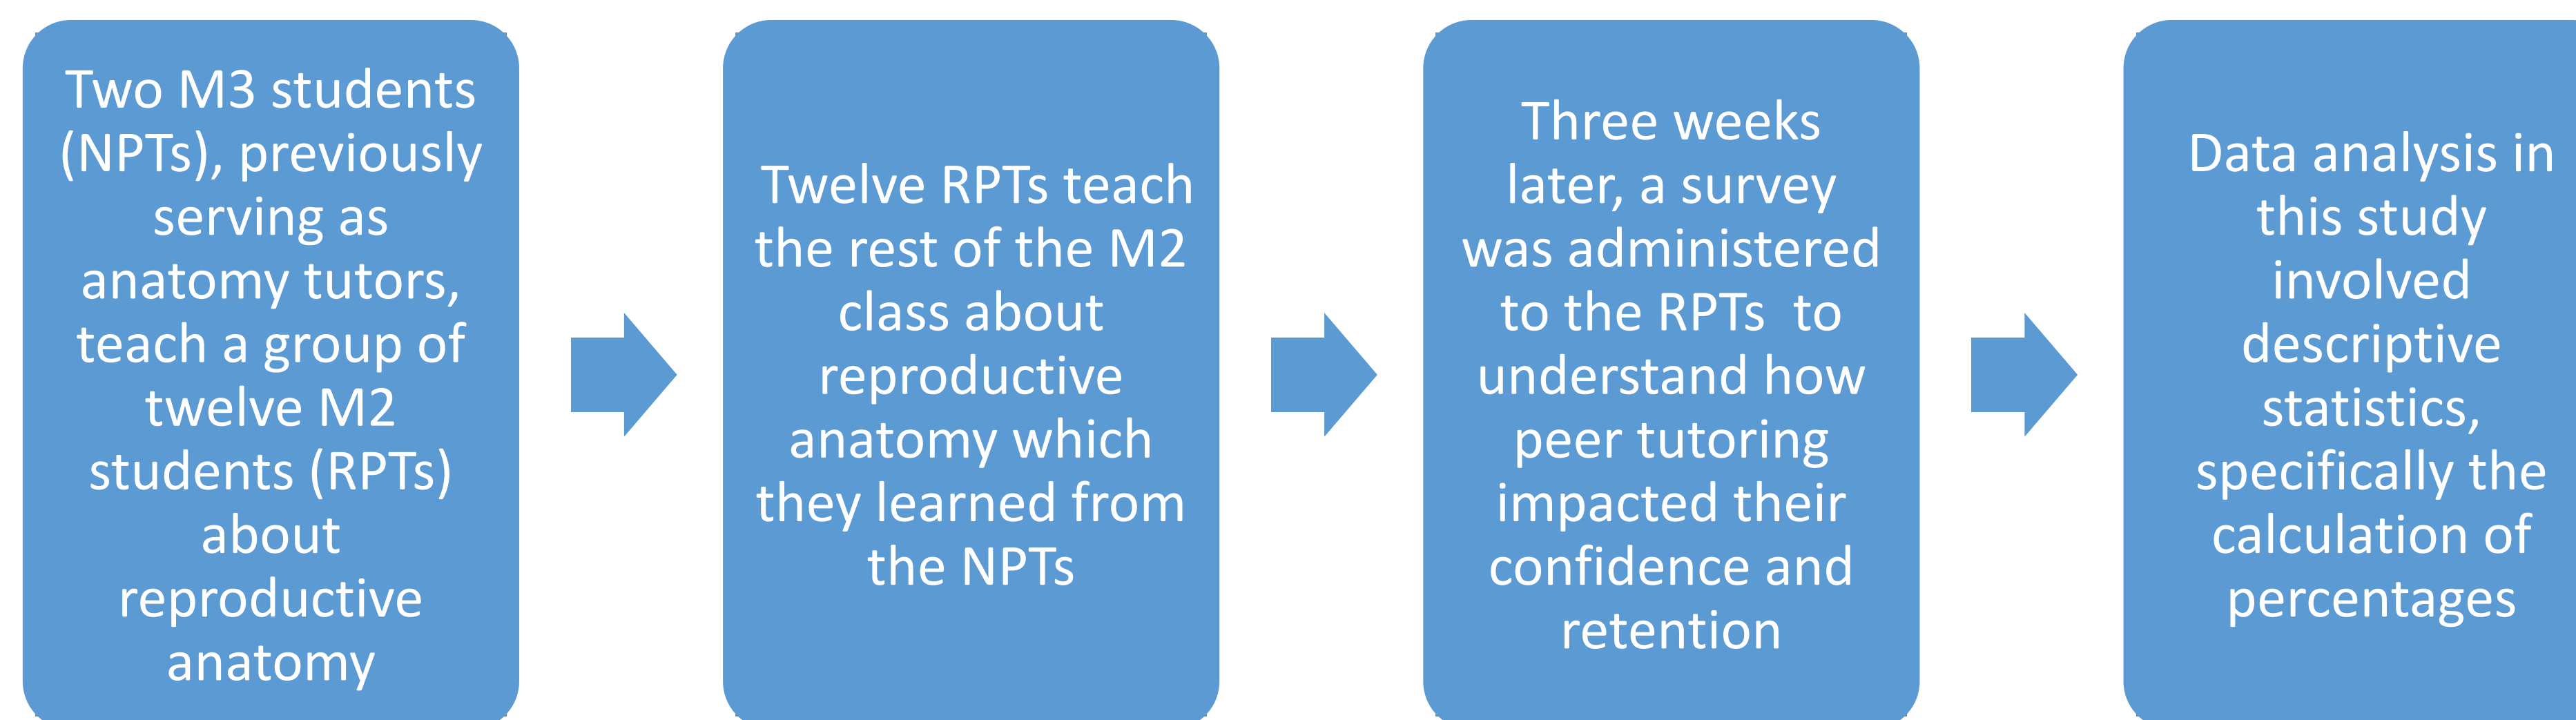 Two M3 students
(NPTs), previously
serving as
anatomy tutors,
teach a group of
twelve M2
students (RPTs)
about
reproductive
anatomy
Twelve RPTs teach
the rest of the M2
class about
reproductive
anatomy which
they learned from
the NPTs
Three weeks
later, a survey
was administered
to the RPTs  to
understand how
peer tutoring
impacted their
confidence and
retention
Data analysis in
this study
involved
descriptive
statistics,
specifically the
calculation of
percentages